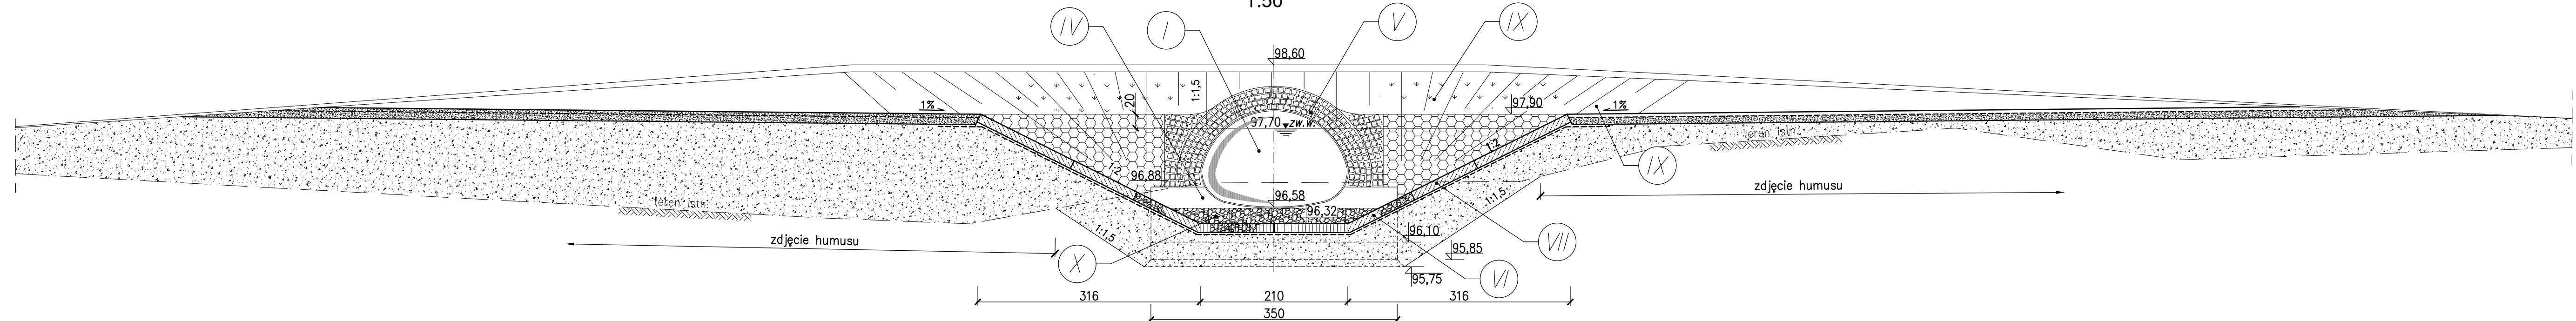 1:50
IV
I
V
IX
98,60
1:1,5
20
1%
97,90
1%
97,70
zw.w.
teren istn.
IX
1:2
1:2
96,88
96,58
zdjęcie humusu
teren istn.
96,32
1:1,5
zdjęcie humusu
1:1,5
96,10
VII
95,85
X
95,75
VI
316
210
316
350